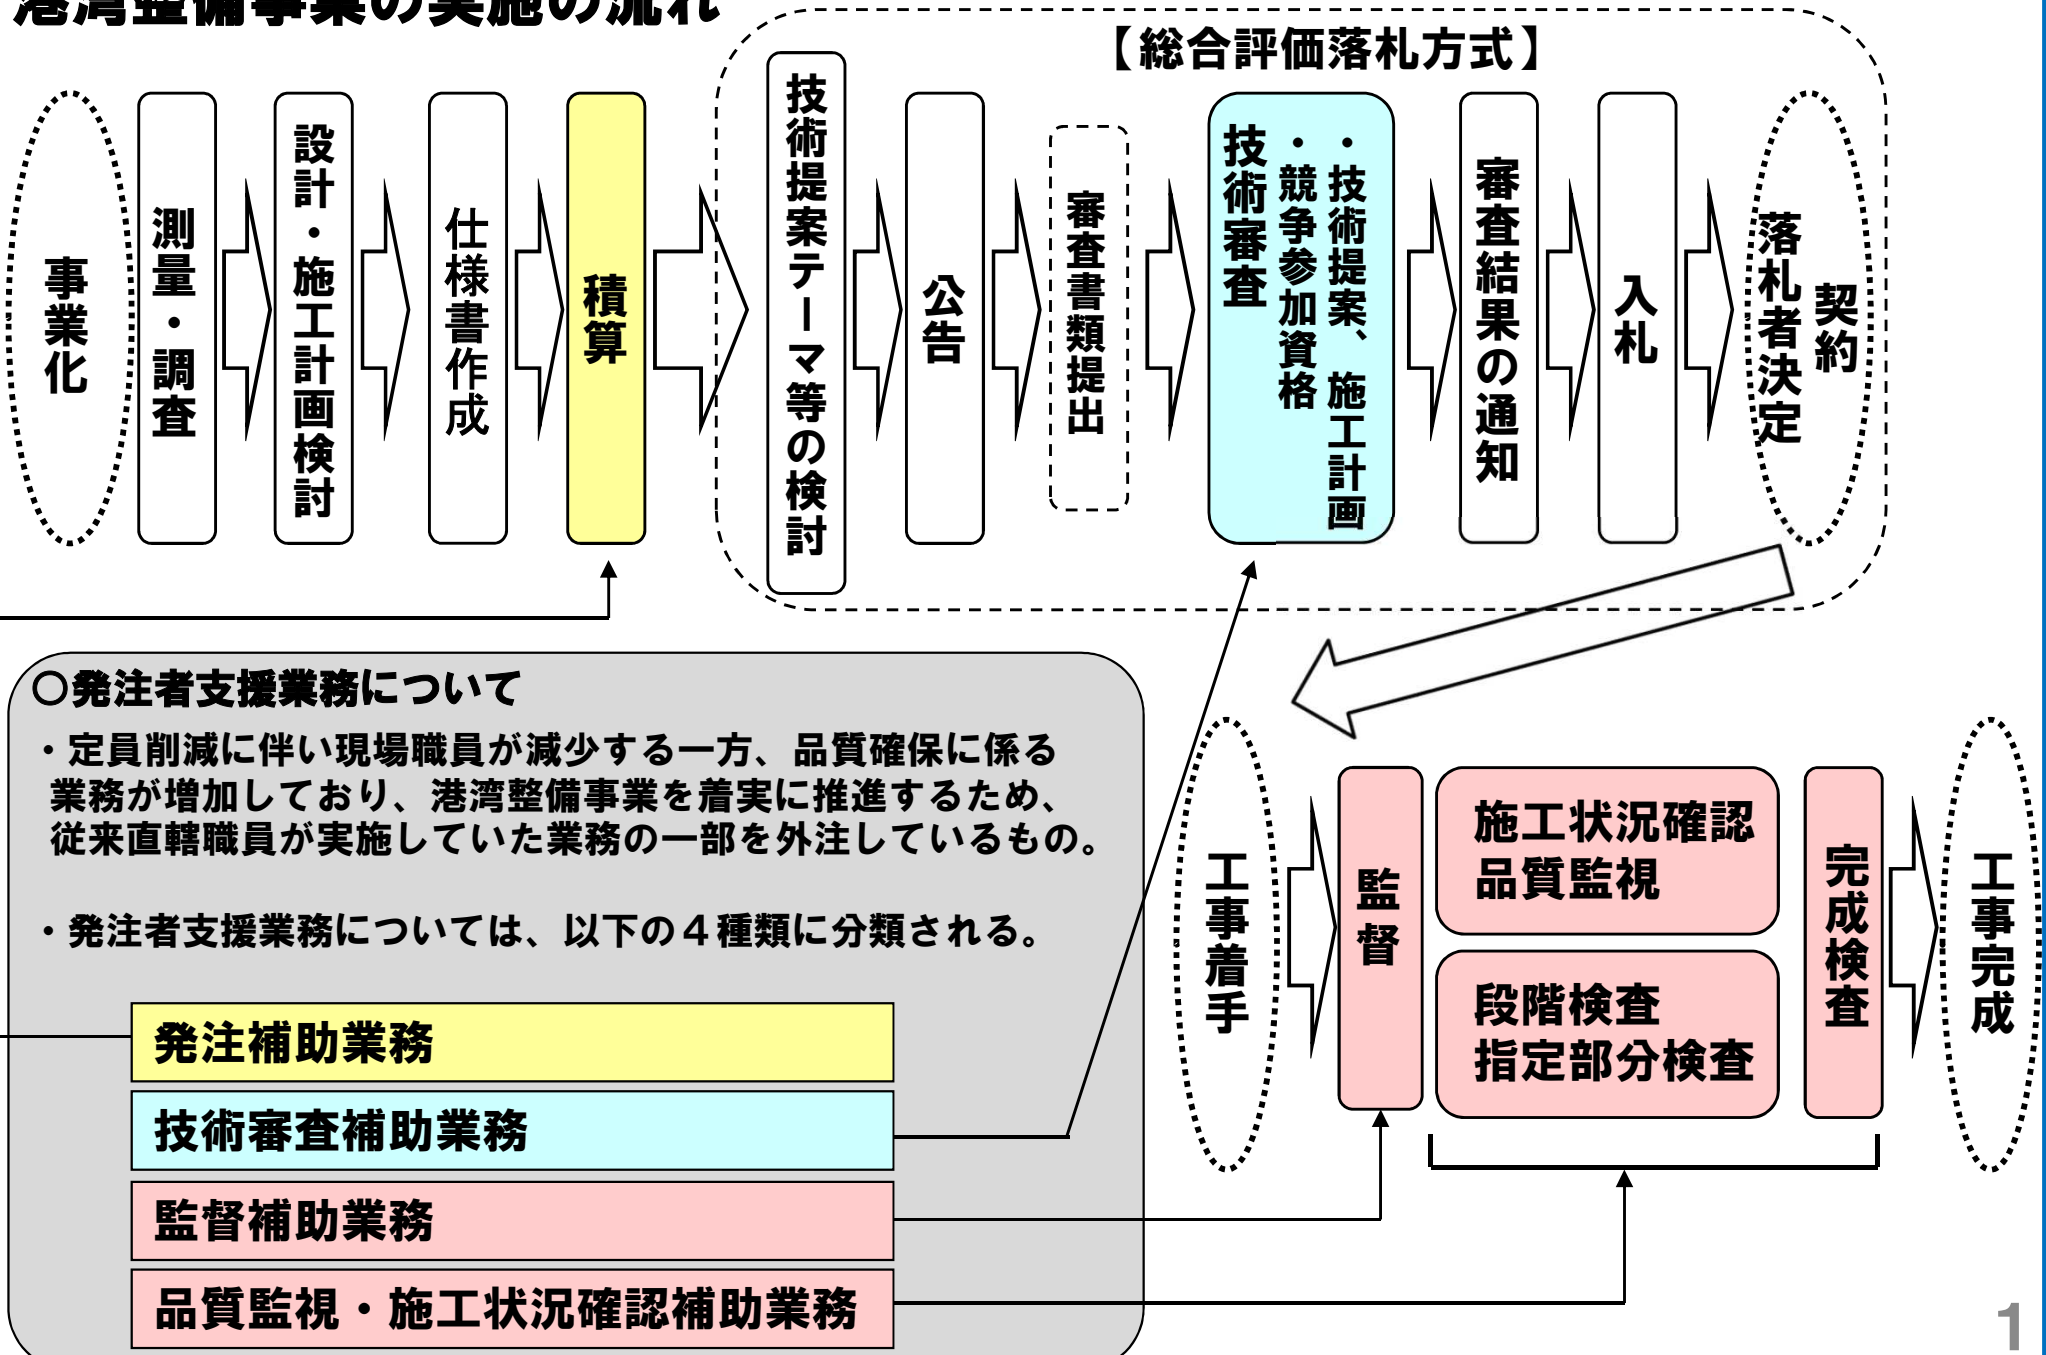 港湾整備事業の実施の流れ
【総合評価落札方式】
事業化
測量・調査
設計・施工計画検討
仕様書作成
積算
技術提案テーマ等の検討
公告
審査書類提出
技術審査
・競争参加資格
・技術提案、施工計画
審査結果の通知
入札
落札者決定
契約
○発注者支援業務について
・定員削減に伴い現場職員が減少する一方、品質確保に係る
業務が増加しており、港湾整備事業を着実に推進するため、
従来直轄職員が実施していた業務の一部を外注しているもの。
・発注者支援業務については、以下の４種類に分類される。
発注補助業務
技術審査補助業務
監督補助業務
品質監視・施工状況確認補助業務
工事着手
監督
施工状況確認
品質監視
段階検査
指定部分検査
完成検査
工事完成
1